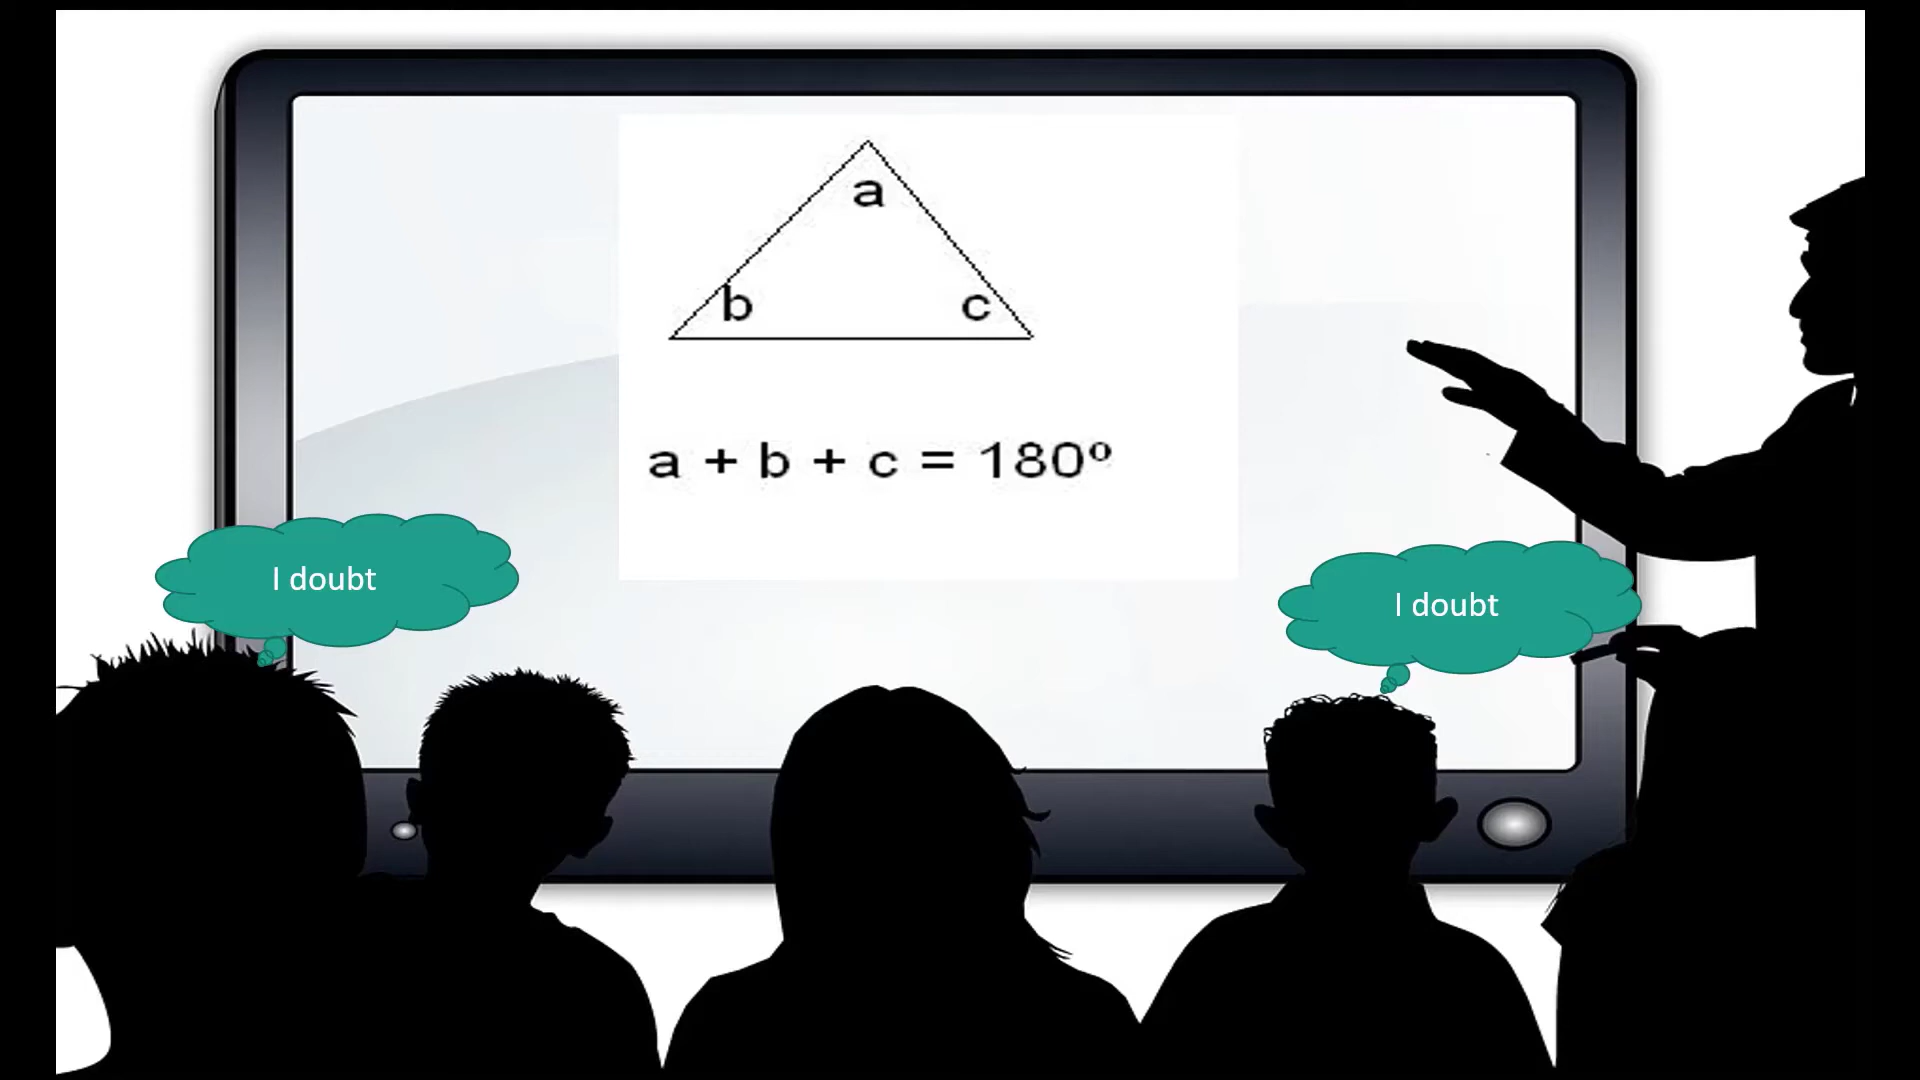 a
b
c
a + b + c = 180º
I doubt
I doubt